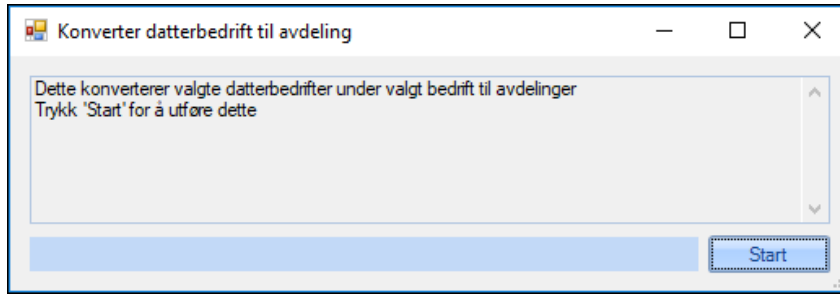 Konverter datterbedrift til avdeling
Dette konverterer valgte datterbedrifter under valgt bedrift til avdelinger
Trykk 'Start' for å utføre dette
Start